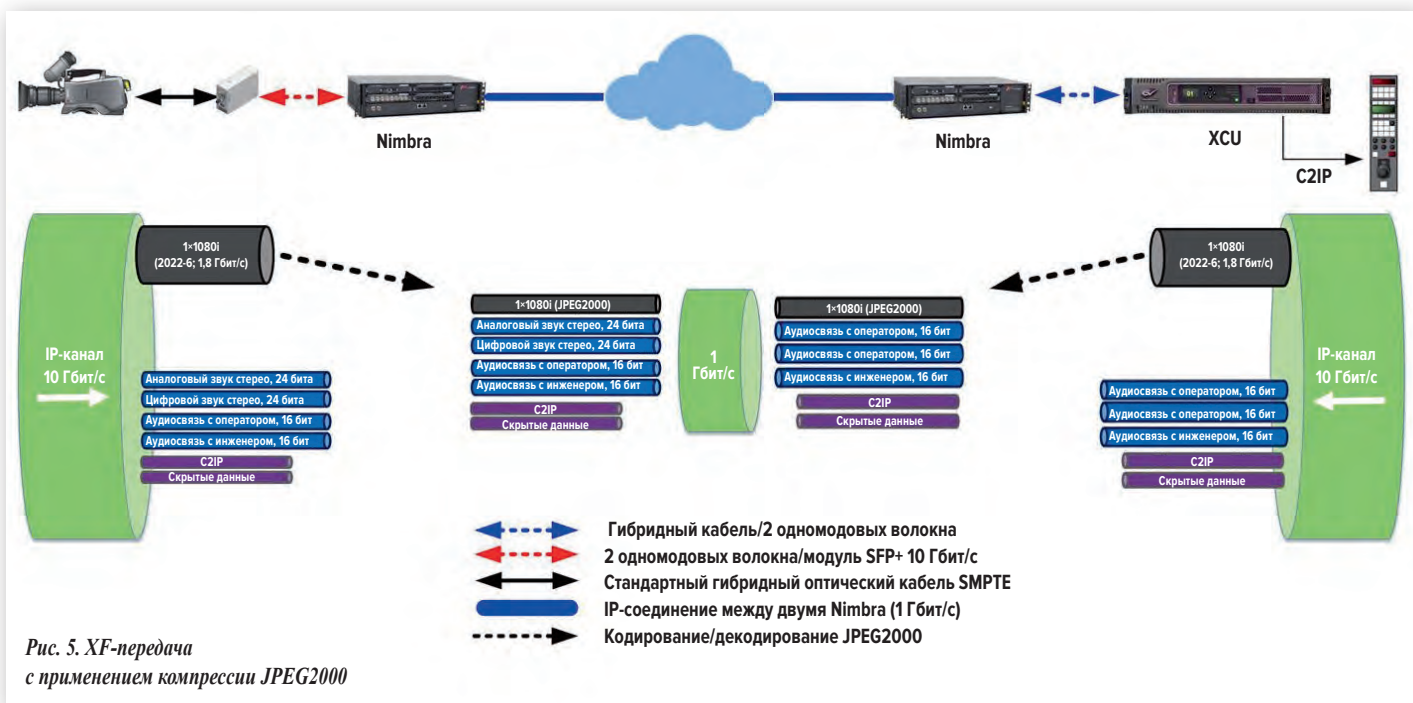 Nimbra
Nimbra
XCU
C2IP
1×1080i
(2022-6; 1,8 Гбит/с)
1×1080i
(2022-6; 1,8 Гбит/с)
IP-канал
10 Гбит/с
Аналоговый звук стерео, 24 бита
Цифровой звук стерео, 24 бита
Аудиосвязь с оператором, 16 бит
Аудиосвязь с инженером, 16 бит
C2IP
Скрытые данные
1×1080i (JPEG2000)
Аналоговый звук стерео, 24 бита
Цифровой звук стерео, 24 бита
Аудиосвязь с оператором, 16 бит
Аудиосвязь с инженером, 16 бит
C2IP
Скрытые данные
1
Гбит/с
1×1080i (JPEG2000)
Аудиосвязь с оператором, 16 бит
Аудиосвязь с оператором, 16 бит
Аудиосвязь с инженером, 16 бит
C2IP
Скрытые данные
Аудиосвязь с оператором, 16 бит
Аудиосвязь с оператором, 16 бит
Аудиосвязь с инженером, 16 бит
C2IP
Скрытые данные
IP-канал
10 Гбит/с
Гибридный кабель/2 одномодовых волокна
2 одномодовых волокна/модуль SFP+ 10 Гбит/с
Стандартный гибридный оптический кабель SMPTE
IP-соединение между двумя Nimbra (1 Гбит/с)
Кодирование/декодирование JPEG2000
Рис. 5. XF-передача
с применением компрессии JPEG2000